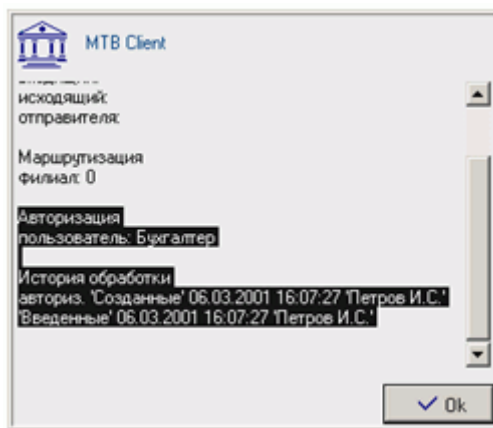 MTB Client
исходящий:
отправителя:
Маршрутизация
филиал: 0
Авторизация
пользователь: Бухгалтер
История обработки
авториз. 'Созданные' 06.03.2001 16:07:27 'Петров И.С.'
'Введенные' 06.03.2001 16:07:27 'Петров И.С.'
Ok